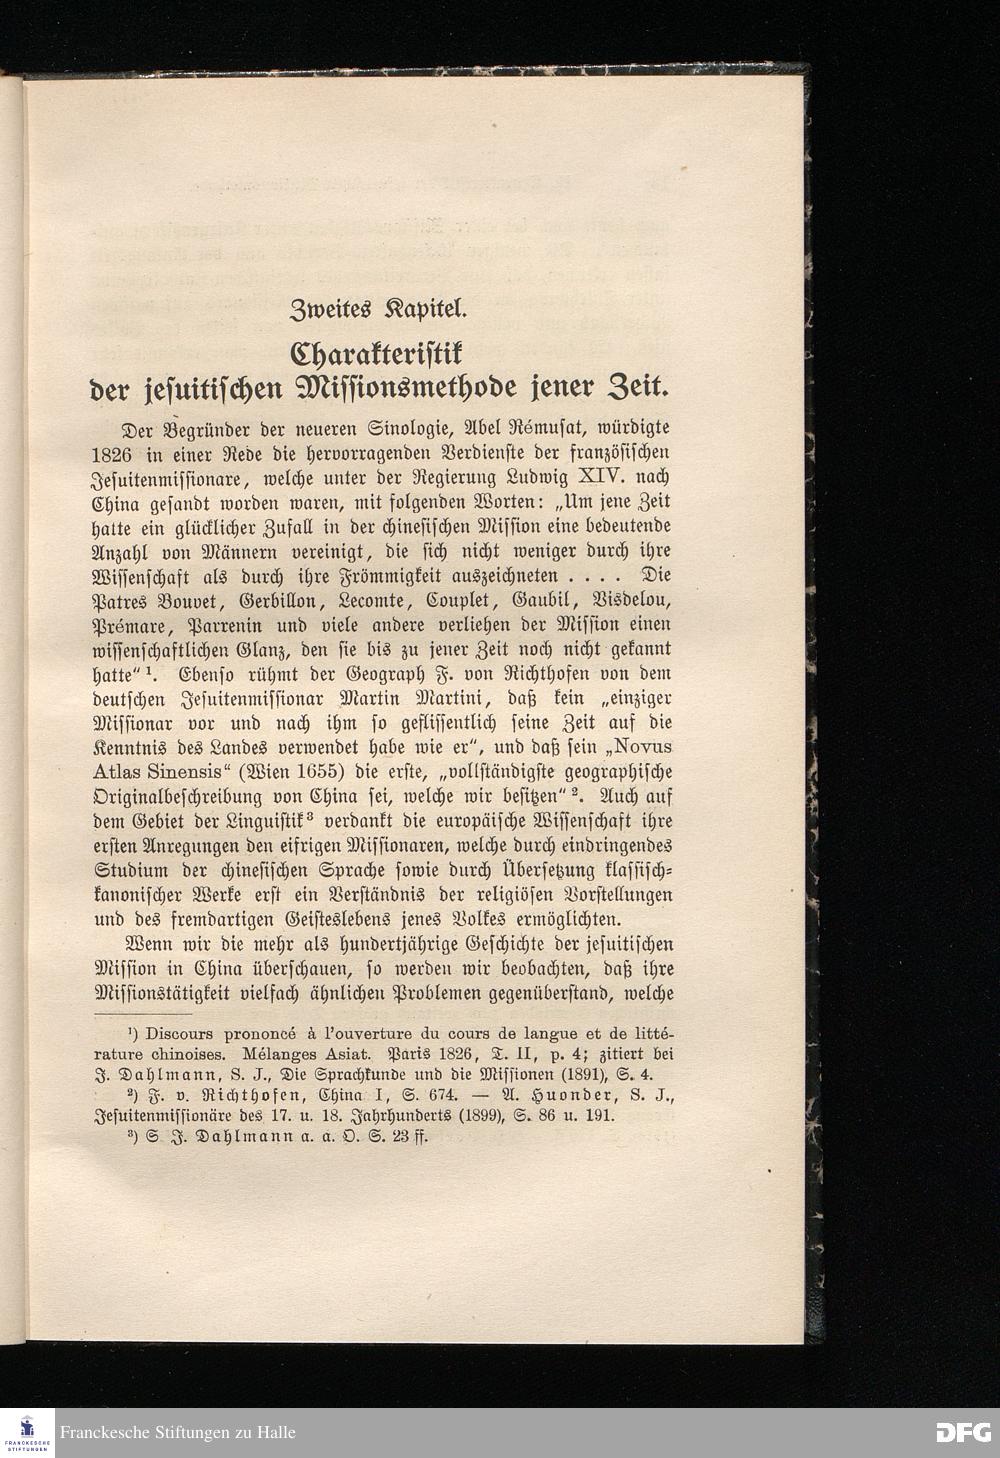 Zweites Kapitel.
Charakteristik
der jesuitischen Missionsmethode jener Zeit.
Der Begründer der neueren Sinologie, Abel Rémusat, würdigte
1826 in einer Rede die hervorragenden Verdienste der französischen
Jesuitenmissionare, welche unter der Regierung Ludwig XIV. nach
China gesandt worden waren, mit folgenden Worten: „Um jene Zeit
hatte ein glücklicher Zufall in der chinesischen Mission eine bedeutende
Anzahl von Männern vereinigt, die sich nicht weniger durch ihre
Wissenschaft als durch ihre Frömmigkeit auszeichneten . . . . Die
Patres Bouvet, Gerbillon, Lecomte, Couplet, Gaubil, Visdelou,
Prémare, Parrenin und viele andere verliehen der Mission einen
wissenschaftlichen Glanz, den sie bis zu jener Zeit noch nicht gekannt
hatte“ ¹. Ebenso rühmt der Geograph F. von Richthofen von dem
deutschen Jesuitenmissionar Martin Martini, daß kein „einziger
Missionar vor und nach ihm so geflissentlich seine Zeit auf die
Kenntnis des Landes verwendet habe wie er“, und daß sein „Novus
Atlas Sinensis“ (Wien 1655) die erste, „vollständigste geographische
Originalbeschreibung von China sei, welche wir besitzen“ ². Auch auf
dem Gebiet der Linguistik³ verdankt die europäische Wissenschaft ihre
ersten Anregungen den eifrigen Missionaren, welche durch eindringendes
Studium der chinesischen Sprache sowie durch Übersetzung klassisch-
kanonischer Werke erst ein Verständnis der religiösen Vorstellungen
und des fremdartigen Geisteslebens jenes Volkes ermöglichten.
Wenn wir die mehr als hundertjährige Geschichte der jesuitischen
Mission in China überschauen, so werden wir beobachten, daß ihre
Missionstätigkeit vielfach ähnlichen Problemen gegenüberstand, welche
¹) Discours prononcé à l'ouverture du cours de langue et de litté-
rature chinoises. Mélanges Asiat. Paris 1826, T. II, p. 4; zitiert bei
J. Dahlmann, S. J., Die Sprachkunde und die Missionen (1891), S. 4.
²) F. v. Richthofen, China I, S. 674. — A. Huonder, S. J.,
Jesuitenmissionäre des 17. u. 18. Jahrhunderts (1899), S. 86 u. 191.
³) S J. Dahlmann a. a. O. S. 23 ff.
FRANCKESCHE
STIFTUNGEN
Franckesche Stiftungen zu Halle
DFG